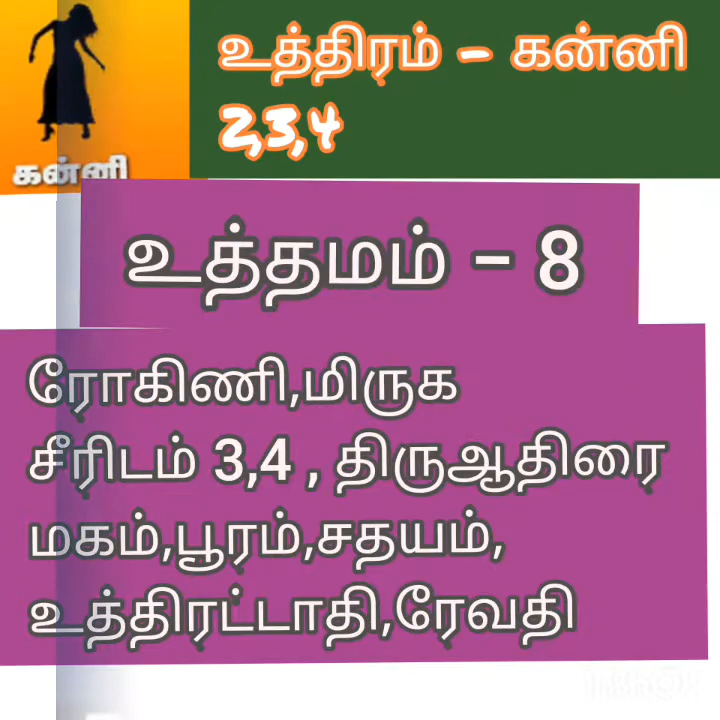 உத்திரம் - கன்னி
2,3,4
கன்னி
உத்தமம் - 8
ரோகிணி,மிருக
சீரிடம் 3,4 , திருஆதிரை
மகம்,பூரம்,சதயம்,
உத்திரட்டாதி,ரேவதி